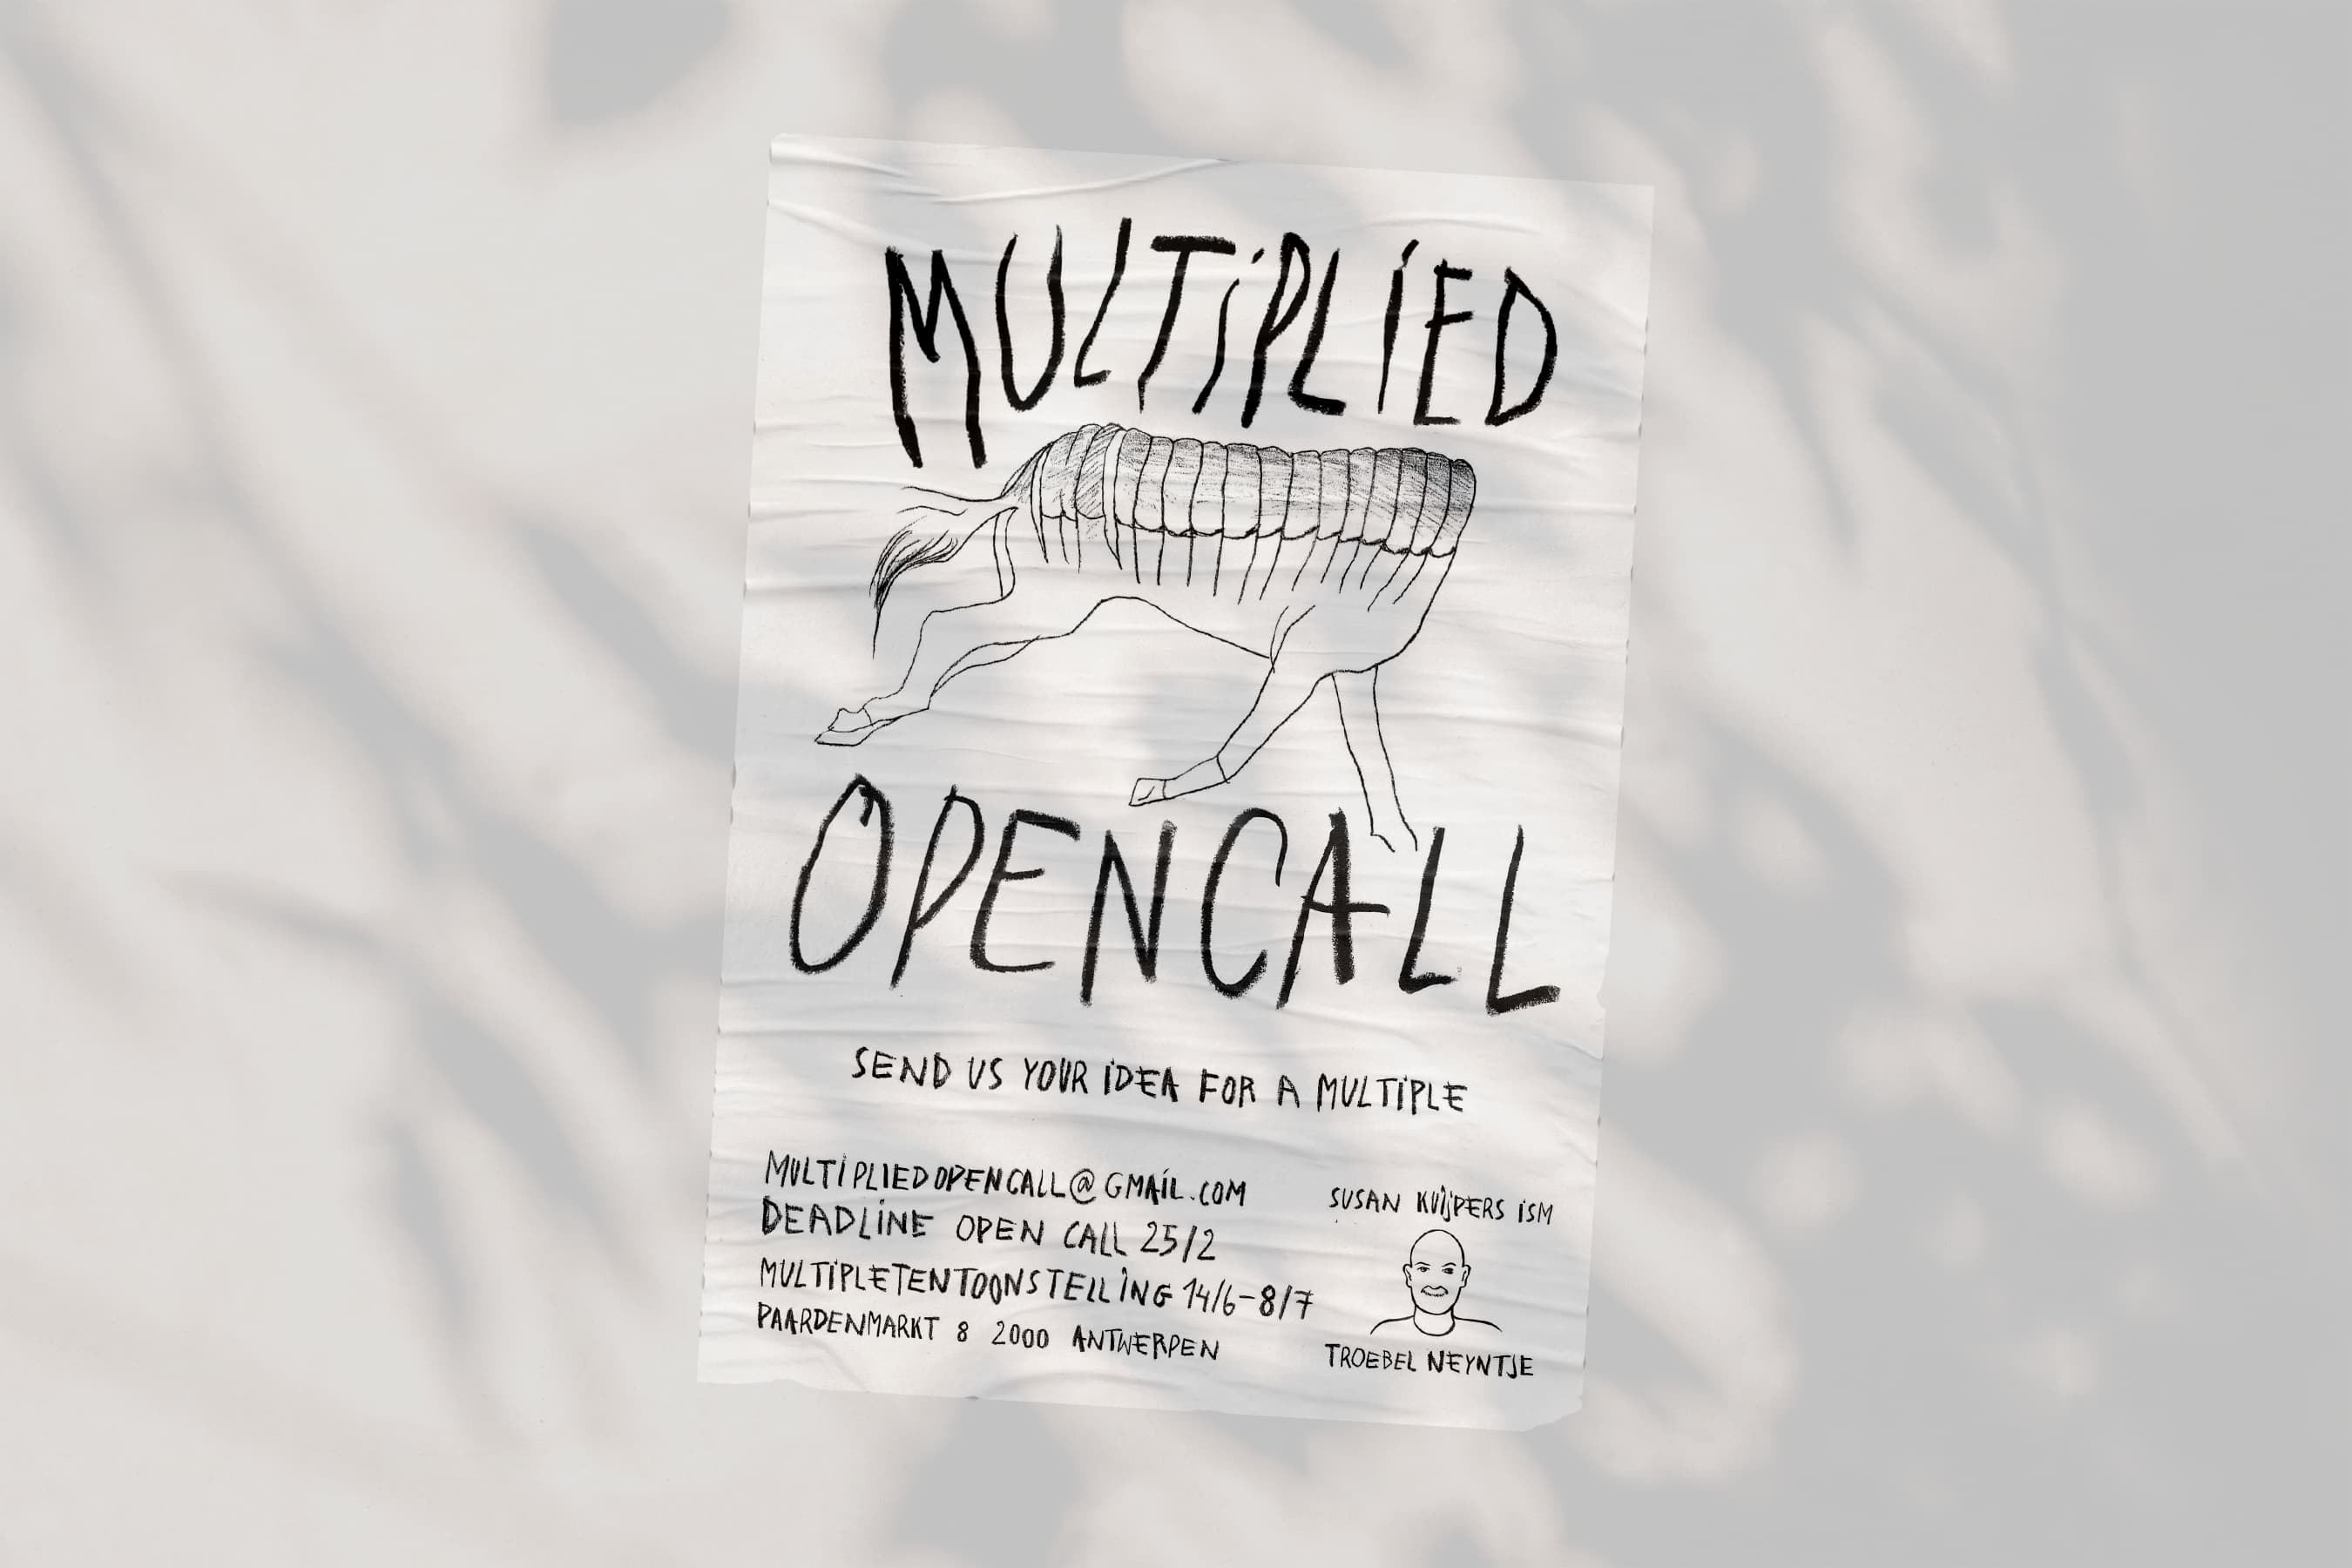 MULTIPLIED
OPENCALL
SEND US YOUR IDEA FOR A MULTIPLE
MULTIPLIEDOPENCALL@GMAIL.COM
DEADLINE OPEN CALL 25/2
MULTIPLETENTOONSTELLING 14/6-8/7
PAARDENMARKT 8 2000 ANTWERPEN
SUSAN KUIJPERS ISM
TROEBEL NEYNTJE